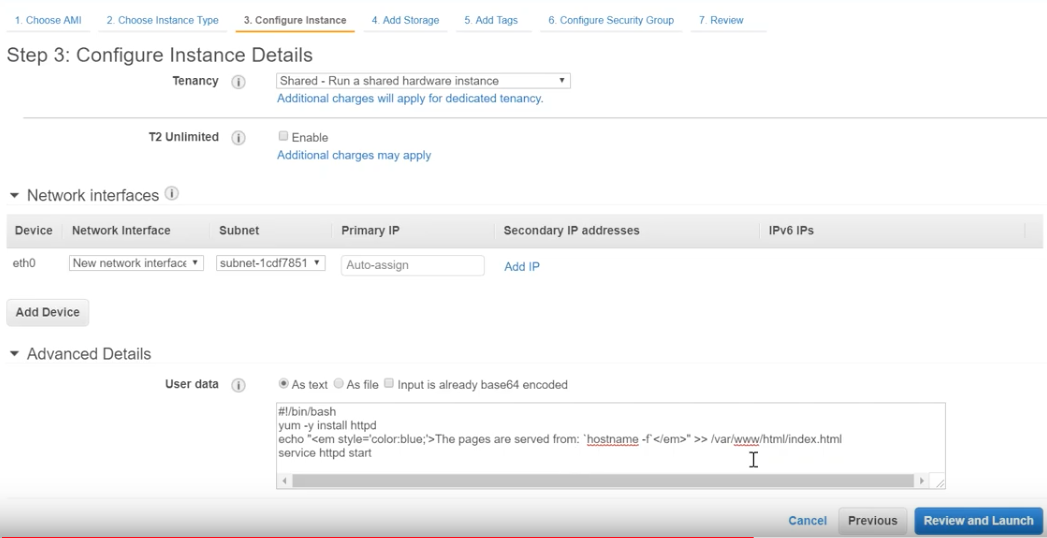 1. Choose AMI 2. Choose Instance Type 3. Configure Instance 4. Add Storage 5. Add Tags 6. Configure Security Group 7. Review
Step 3: Configure Instance Details
Tenancy Shared - Run a shared hardware instance
Additional charges will apply for dedicated tenancy.
T2 Unlimited Enable
Additional charges may apply
Network interfaces
Device Network Interface Subnet Primary IP Secondary IP addresses IPv6 IPs
eth0 New network interface subnet-1cdf7851 Auto-assign Add IP
Add Device
Advanced Details
User data As text As file Input is already base64 encoded
#!/bin/bash
yum -y install httpd
echo "<em style='color:blue;'>The pages are served from: `hostname -f`</em>" >> /var/www/html/index.html
service httpd start
Cancel Previous Review and Launch